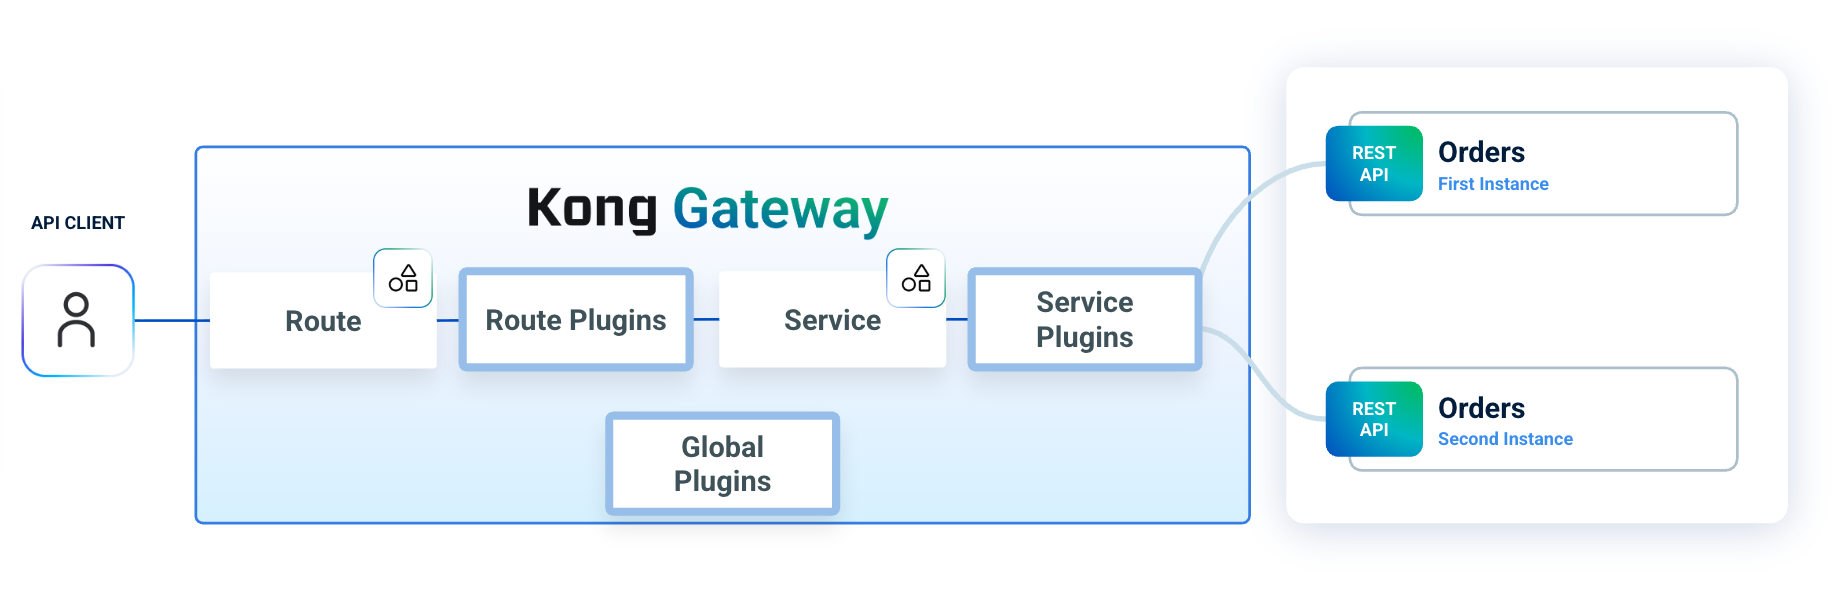 Kong Gateway
API CLIENT
Route
Route Plugins
Service
Service
Plugins
Global
Plugins
REST
API
Orders
First Instance
REST
API
Orders
Second Instance